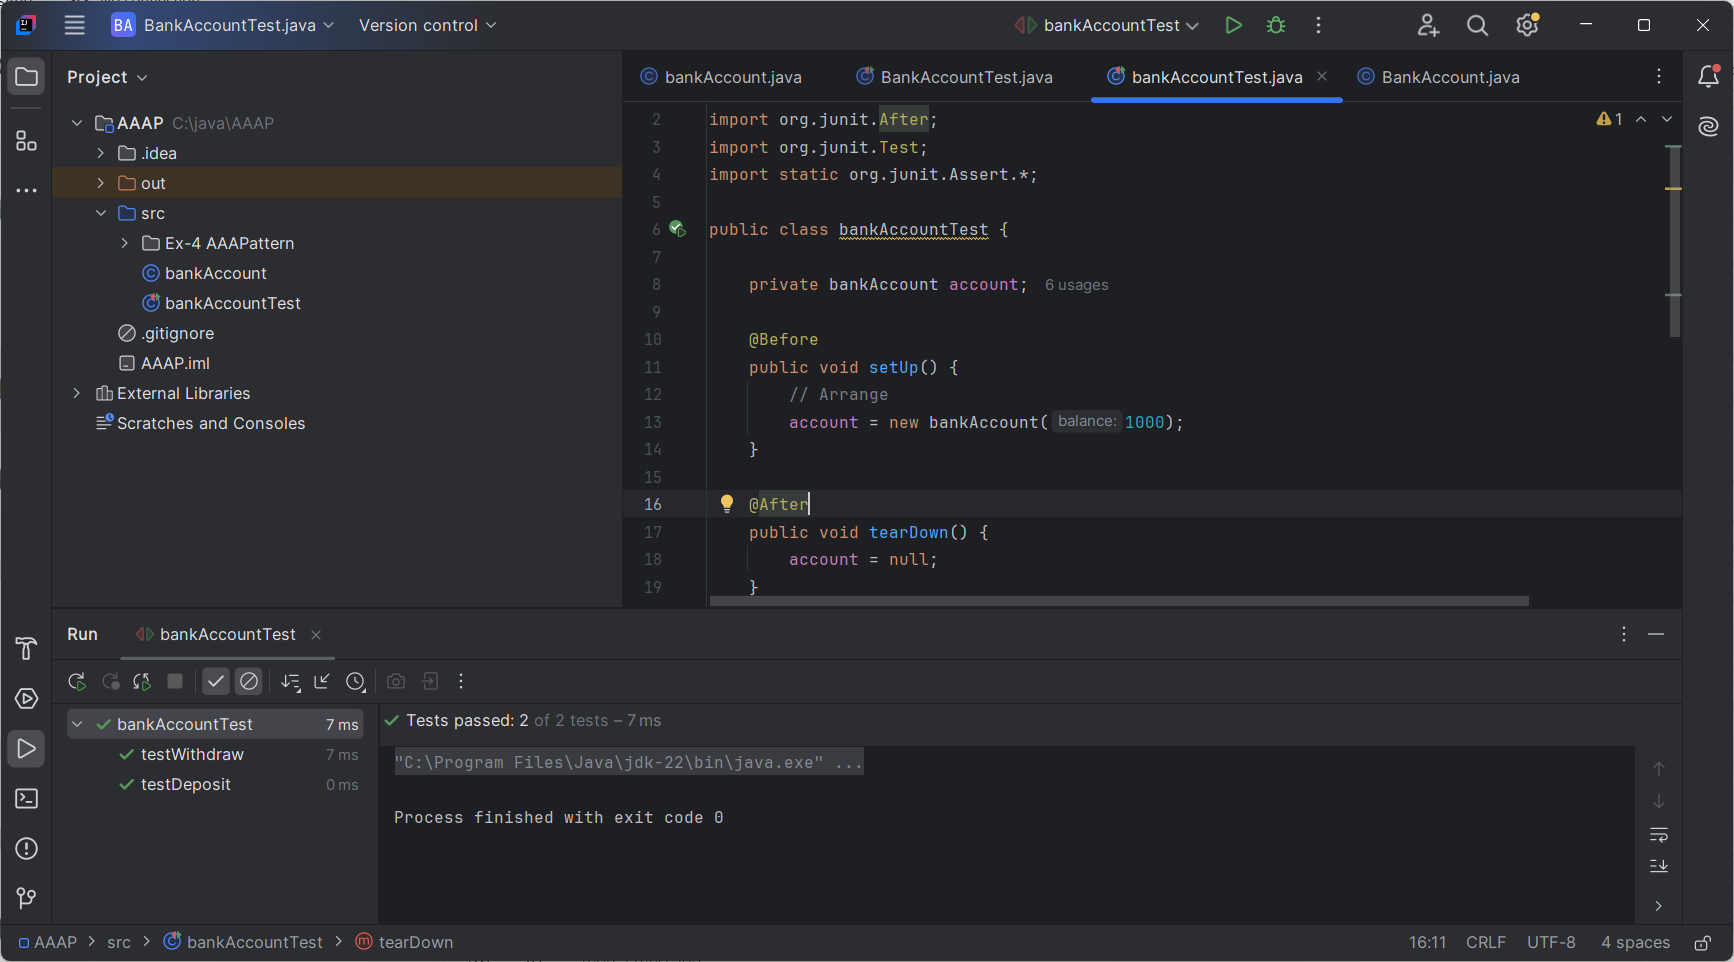 BA BankAccountTest.java Version control bankAccountTest
Project
AAAP C:\java\AAAP
.idea
out
src
Ex-4 AAAPattern
bankAccount
bankAccountTest
.gitignore
AAAP.iml
External Libraries
Scratches and Consoles
bankAccount.java BankAccountTest.java bankAccountTest.java BankAccount.java
1
2 import org.junit.After;
3 import org.junit.Test;
4 import static org.junit.Assert.*;
5
6 public class bankAccountTest {
7
8 private bankAccount account; 6 usages
9
10 @Before
11 public void setUp() {
12 // Arrange
13 account = new bankAccount( balance: 1000);
14 }
15
16 @After
17 public void tearDown() {
18 account = null;
19 }
Run bankAccountTest
bankAccountTest 7 ms
testWithdraw 7 ms
testDeposit 0 ms
Tests passed: 2 of 2 tests – 7 ms
"C:\Program Files\Java\jdk-22\bin\java.exe" ...
Process finished with exit code 0
AAAP > src > bankAccountTest > tearDown
16:11 CRLF UTF-8 4 spaces